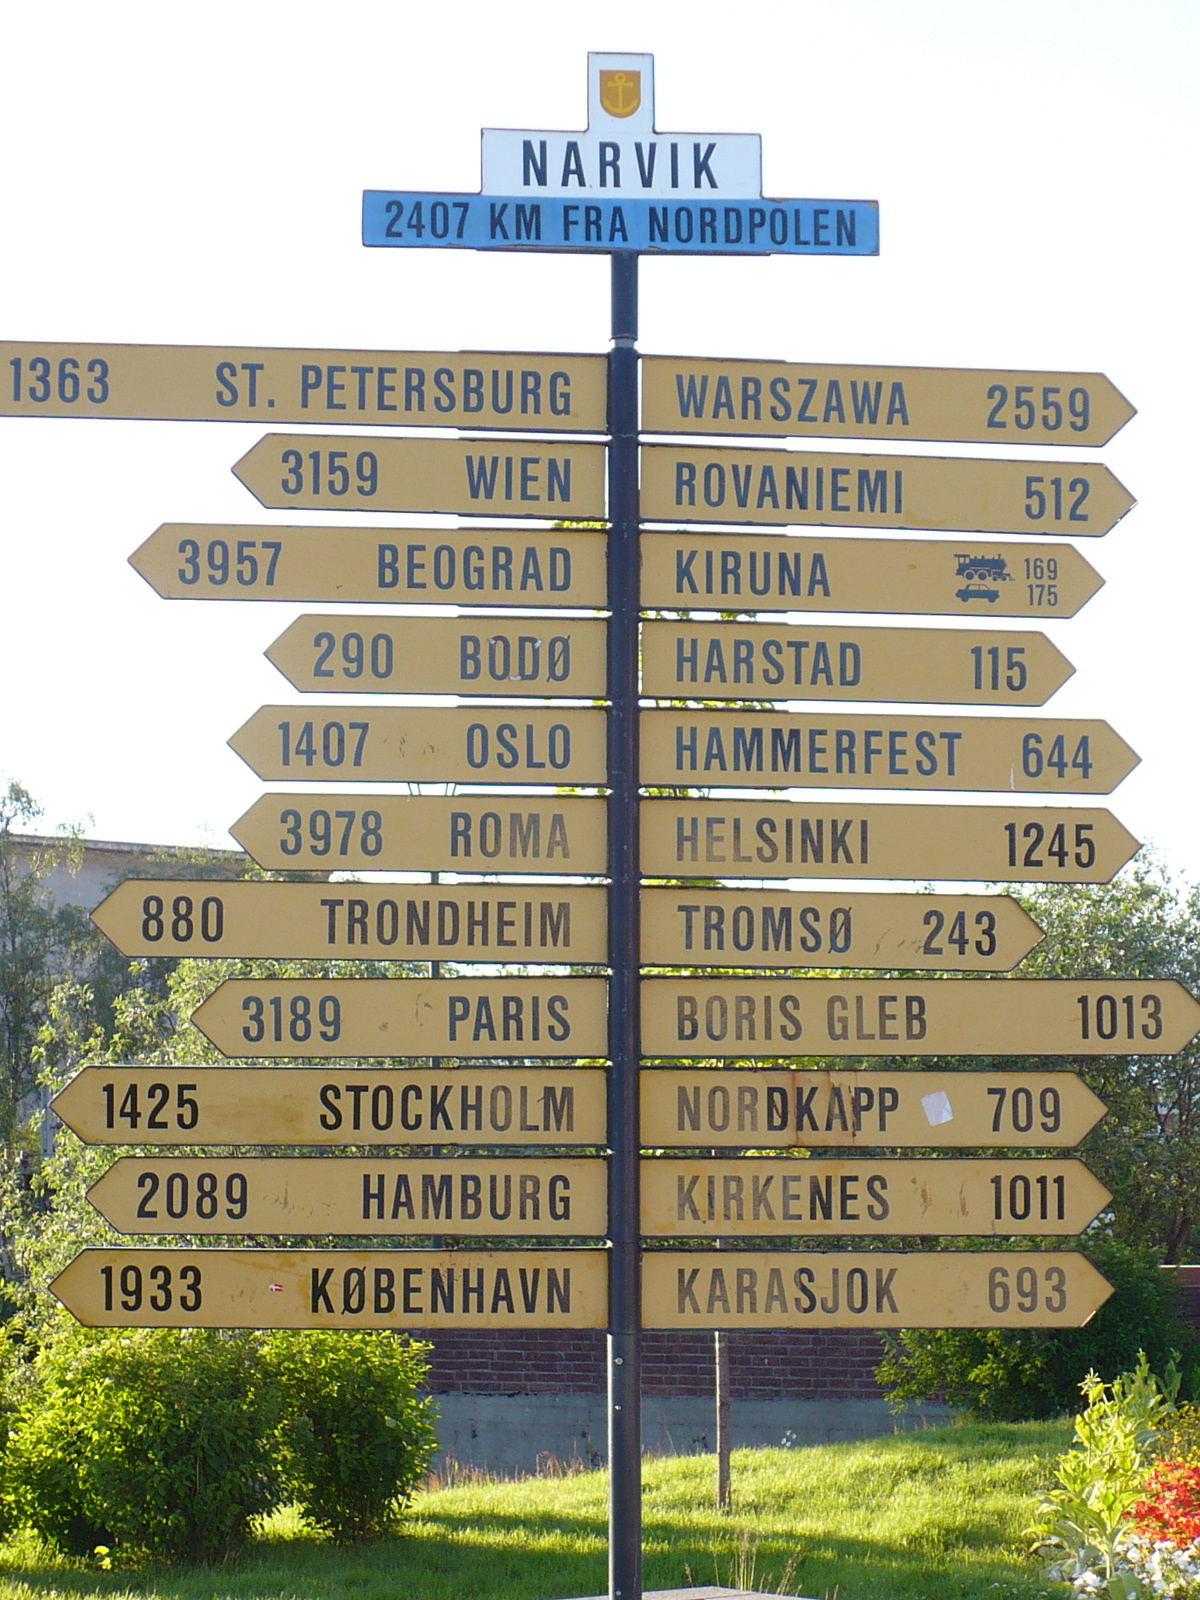 NARVIK
2407 KM FRA NORDPOLEN
1363 ST. PETERSBURG
WARSZAWA 2559
3159 WIEN
ROVANIEMI 512
3957 BEOGRAD
KIRUNA 169
175
290 BODØ
HARSTAD 115
1407 OSLO
HAMMERFEST 644
3978 ROMA
HELSINKI 1245
880 TRONDHEIM
TROMSØ 243
3189 PARIS
BORIS GLEB 1013
1425 STOCKHOLM
NORDKAPP 709
2089 HAMBURG
KIRKENES 1011
1933 KØBENHAVN
KARASJOK 693